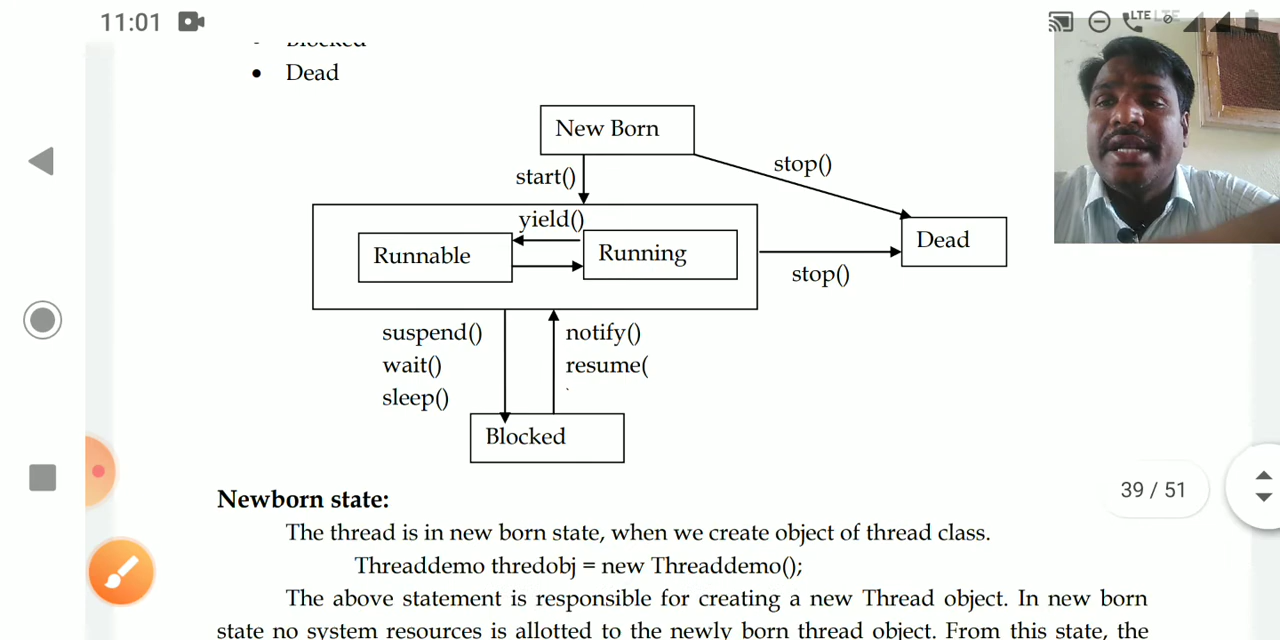 11:01
LTE LTE
Blocked
• Dead
New Born
stop()
start()
yield()
Runnable
Running
Dead
stop()
suspend()
notify()
wait()
resume(
sleep()
Blocked
Newborn state:
39 / 51
The thread is in new born state, when we create object of thread class.
Threaddemo thredobj = new Threaddemo();
The above statement is responsible for creating a new Thread object. In new born
state no system resources is allotted to the newly born thread object. From this state, the